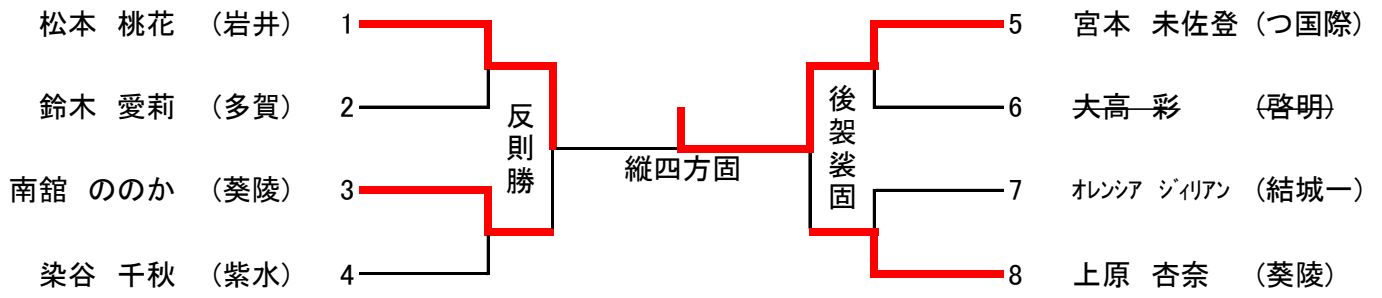 松本 桃花 (岩井) 1
鈴木 愛莉 (多賀) 2
南舘 ののか (葵陵) 3
染谷 千秋 (紫水) 4
反則勝
縦四方固
後袈裟固
5 宮本 未佐登 (つ国際)
6 大高 彩 (啓明)
7 オレンシア ジィリアン (結城一)
8 上原 杏奈 (葵陵)